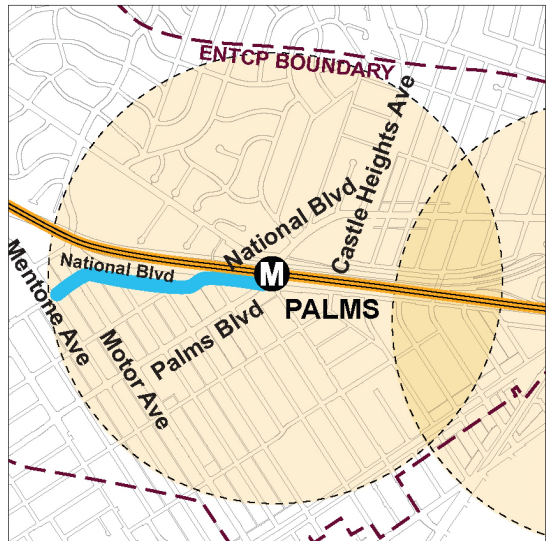 ENTCP BOUNDARY
Castle Heights Ave
National Blvd
National Blvd
M
PALMS
Mentone Ave
Motor Ave
Palms Blvd